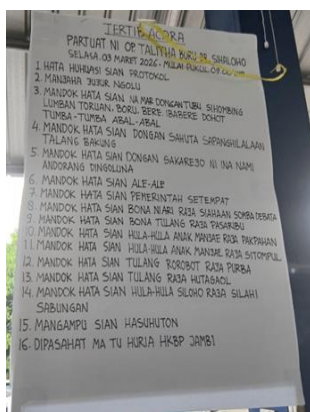 TERTIB ACARA
PARTUAT NI OP. TALITHA BORU BR. SIHALOHO
SELASA, 03 MARET 2026 - MULAI PUKUL 09.00
1. HATA HUHUASI SIAN PROTOKOL
2. MANJAHA JUJUR NGOLU
3. MANDOK HATA SIAN NA MAR DONGAN TUBU SIHOMBING
LUMBAN TORUAN, BORU, BERE, IBABERE DOHOT
TUMBA-TUMBA ABAL-ABAL
4. MANDOK HATA SIAN DONGAN SAHUTA SAPANGHILALAAN
TALANG BAKUNG
5. MANDOK HATA SIAN DONGAN SAKAREJO NI INA NAMI
ANDORANG DINGOLUNA
6. MANDOK HATA SIAN ALE-ALE
7. MANDOK HATA SIAN PEMERINTAH SETEMPAT
8. MANDOK HATA SIAN BONA NIARI RAJA SIAHAAN SOMBA DEBATA
9. MANDOK HATA SIAN BONA TULANG RAJA PASARIBU
10. MANDOK HATA SIAN HULA-HULA ANAK MANJAE RAJA PAKPAHAN
11. MANDOK HATA SIAN HULA-HULA ANAK MANJAE RAJA SITOMPUL
12. MANDOK HATA SIAN TULANG ROROBOT RAJA PURBA
13. MANDOK HATA SIAN TULANG RAJA HUTAGAOL
14. MANDOK HATA SIAN HULA-HULA SILOHO RAJA SILAHI
SABUNGAN
15. MANGAMPU SIAN HASUHUTON
16. DIPASAHAT MA TU HURIA HKBP JAMBI